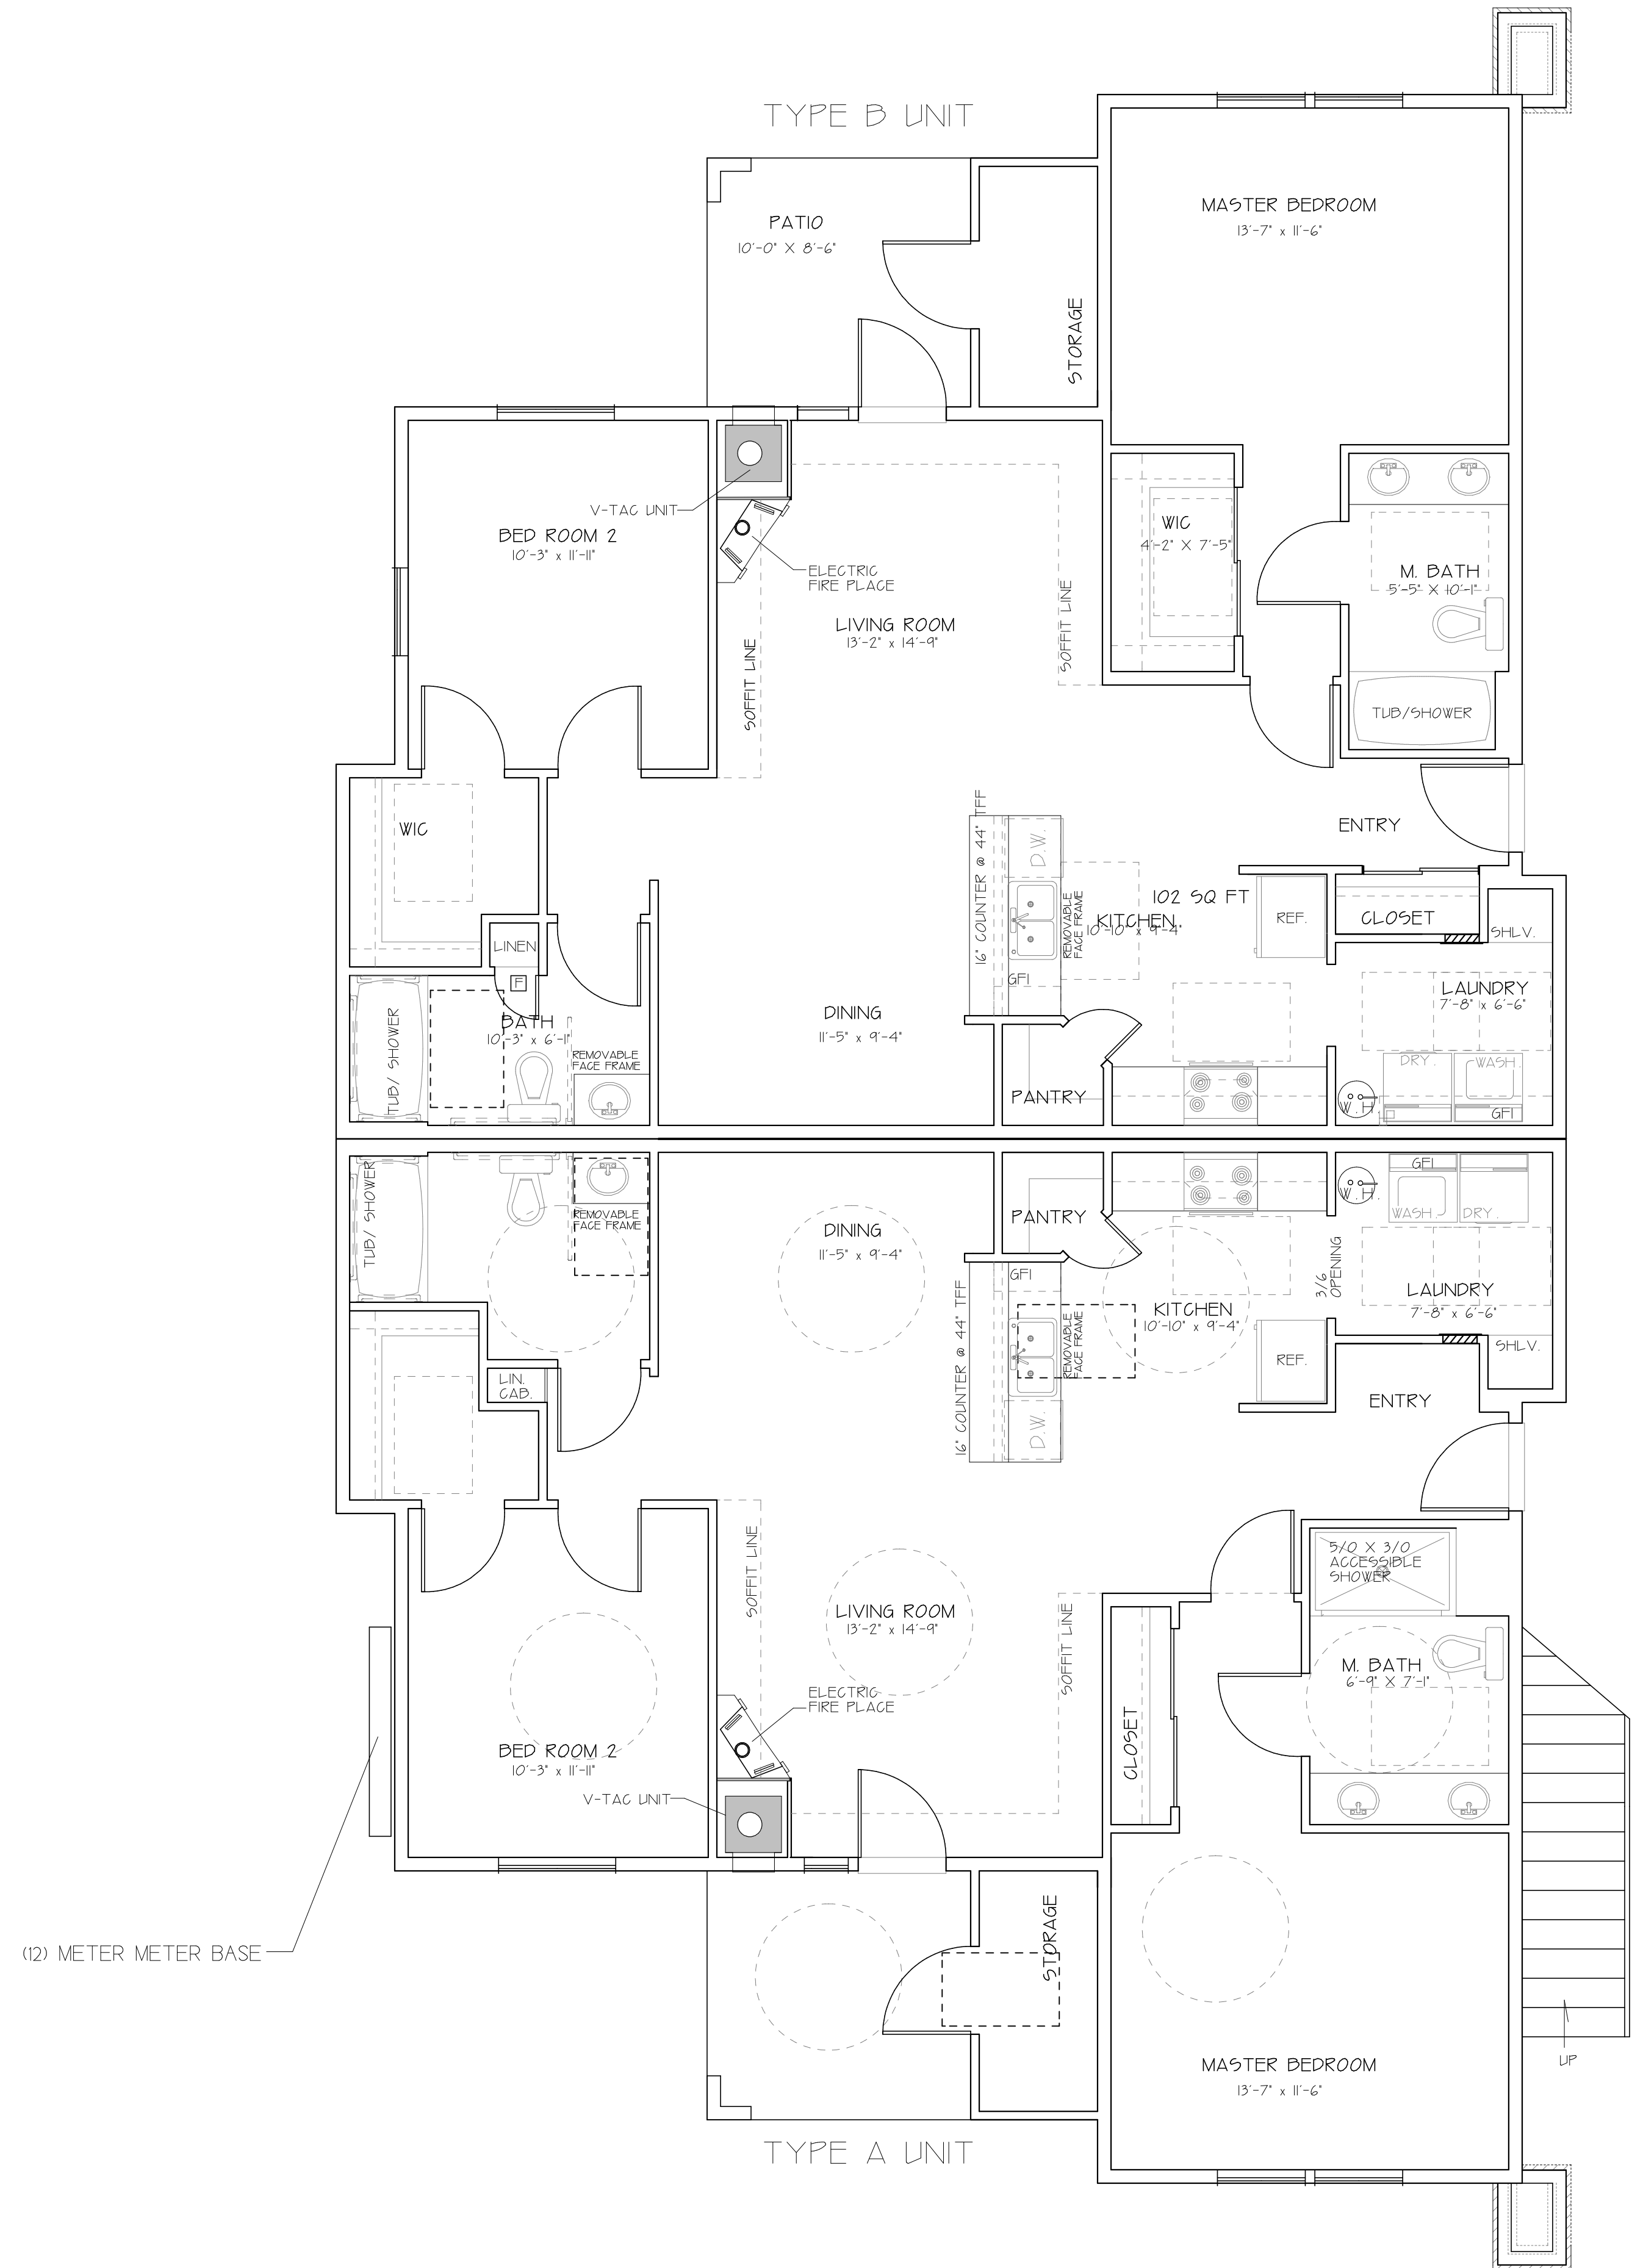 TYPE B UNIT
PATIO
10'-0" X 8'-6"
STORAGE
MASTER BEDROOM
13'-7" x 11'-6"
V-TAC UNIT
BED ROOM 2
10'-3" x 11'-11"
ELECTRIC
FIRE PLACE
LIVING ROOM
13'-2" x 14'-9"
SOFFIT LINE
SOFFIT LINE
WIC
4'-2" X 7'-5"
M. BATH
5'-5" X 10'-1"
TUB/SHOWER
WIC
ENTRY
16" COUNTER @ 44" TFF
D.W.
REMOVABLE
FACE FRAME
102 SQ FT
KITCHEN
10'-10" x 9'-4"
REF.
CLOSET
SHLV.
LINEN
F
GFI
LAUNDRY
7'-8" x 6'-6"
BATH
10'-3" x 6'-1"
TUB/ SHOWER
REMOVABLE
FACE FRAME
DINING
11'-5" x 9'-4"
PANTRY
DRY.
WASH.
W.H.
GFI
TUB/ SHOWER
REMOVABLE
FACE FRAME
DINING
11'-5" x 9'-4"
PANTRY
GFI
W.H.
WASH.
DRY.
GFI
3/6
OPENING
LAUNDRY
7'-8" x 6'-6"
KITCHEN
10'-10" x 9'-4"
16" COUNTER @ 44" TFF
REMOVABLE
FACE FRAME
REF.
SHLV.
LIN.
CAB.
D.W.
ENTRY
SOFFIT LINE
SOFFIT LINE
5/0 X 3/0
ACCESSIBLE
SHOWER
LIVING ROOM
13'-2" x 14'-9"
M. BATH
6'-9" X 7'-1"
ELECTRIC
FIRE PLACE
CLOSET
BED ROOM 2
10'-3" x 11'-11"
V-TAC UNIT
(12) METER METER BASE
STORAGE
MASTER BEDROOM
13'-7" x 11'-6"
UP
TYPE A UNIT